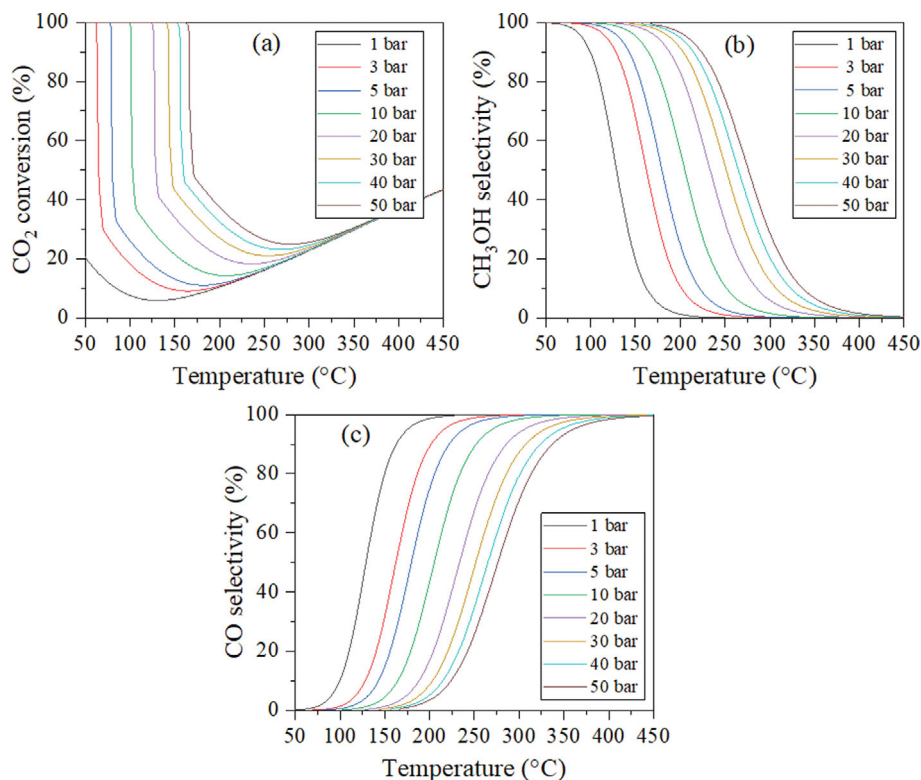 CO₂ conversion (%)
100
80
60
40
20
0
(a)
1 bar
3 bar
5 bar
10 bar
20 bar
30 bar
40 bar
50 bar
50 100 150 200 250 300 350 400 450
Temperature (°C)
CH₃OH selectivity (%)
100
80
60
40
20
0
(b)
1 bar
3 bar
5 bar
10 bar
20 bar
30 bar
40 bar
50 bar
50 100 150 200 250 300 350 400 450
Temperature (°C)
CO selectivity (%)
100
80
60
40
20
0
(c)
1 bar
3 bar
5 bar
10 bar
20 bar
30 bar
40 bar
50 bar
50 100 150 200 250 300 350 400 450
Temperature (°C)